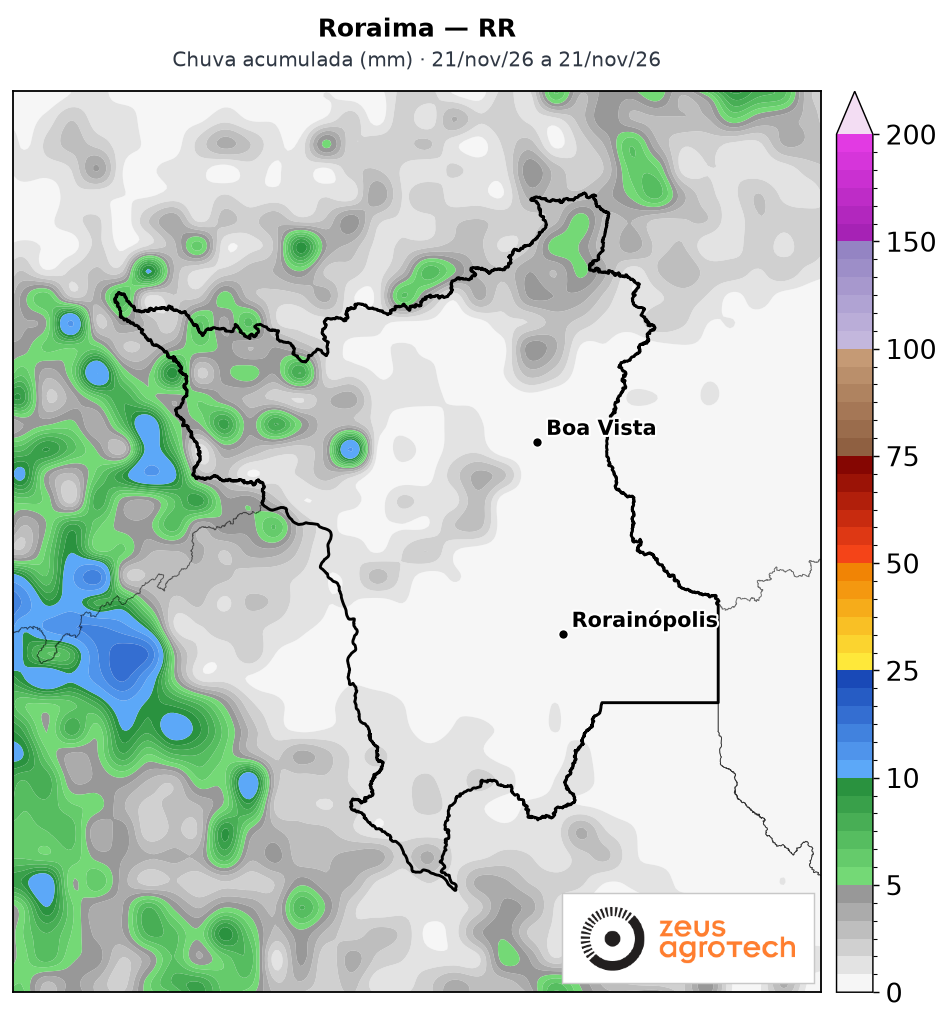 Roraima — RR
Chuva acumulada (mm) · 21/nov/26 a 21/nov/26
200
150
100
75
50
25
10
5
0
Boa Vista
Rorainópolis
zeus
agrotech